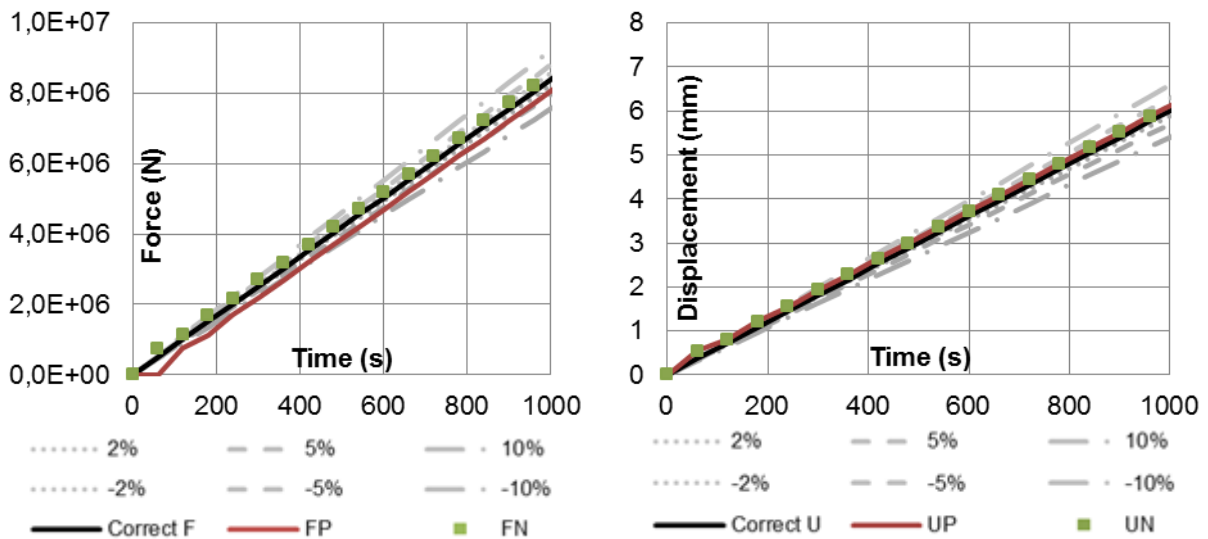 1,0E+07
8,0E+06
6,0E+06
4,0E+06
2,0E+06
0,0E+00
Force (N)
Time (s)
0 200 400 600 800 1000
2% 5% 10%
-2% -5% -10%
Correct F FP FN
8
7
6
5
4
3
2
1
0
Displacement (mm)
Time (s)
0 200 400 600 800 1000
2% 5% 10%
-2% -5% -10%
Correct U UP UN